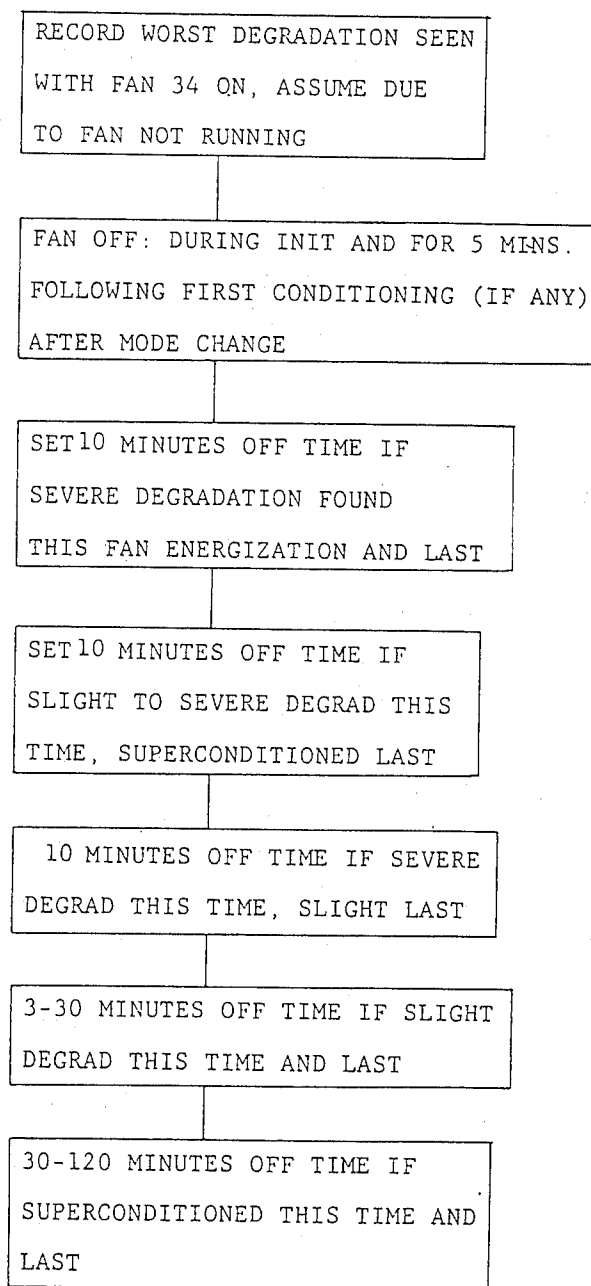 RECORD WORST DEGRADATION SEEN
WITH FAN 34 ON, ASSUME DUE
TO FAN NOT RUNNING
FAN OFF: DURING INIT AND FOR 5 MINS.
FOLLOWING FIRST CONDITIONING (IF ANY)
AFTER MODE CHANGE
SET 10 MINUTES OFF TIME IF
SEVERE DEGRADATION FOUND
THIS FAN ENERGIZATION AND LAST
SET 10 MINUTES OFF TIME IF
SLIGHT TO SEVERE DEGRAD THIS
TIME, SUPERCONDITIONED LAST
10 MINUTES OFF TIME IF SEVERE
DEGRAD THIS TIME, SLIGHT LAST
3-30 MINUTES OFF TIME IF SLIGHT
DEGRAD THIS TIME AND LAST
30-120 MINUTES OFF TIME IF
SUPERCONDITIONED THIS TIME AND
LAST